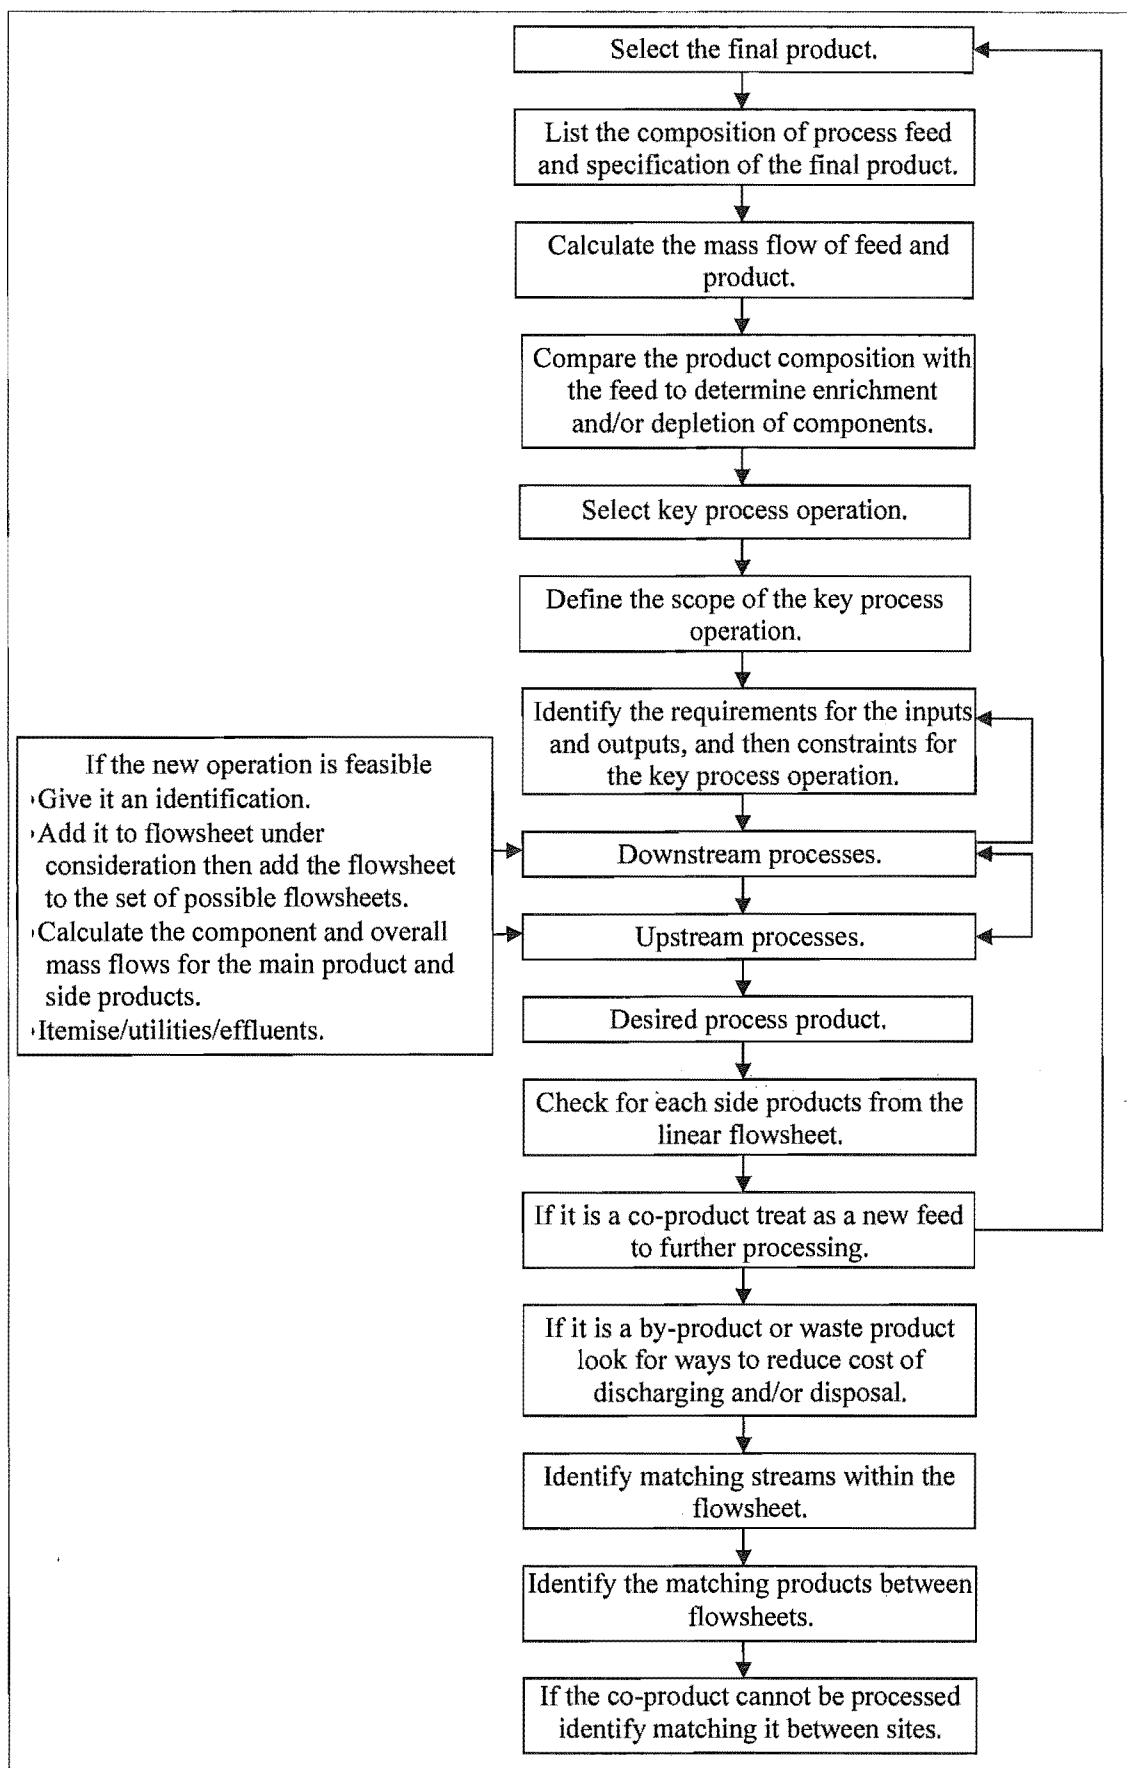 Select the final product.
List the composition of process feed
and specification of the final product.
Calculate the mass flow of feed and
product.
Compare the product composition with
the feed to determine enrichment
and/or depletion of components.
Select key process operation.
Define the scope of the key process
operation.
Identify the requirements for the inputs
and outputs, and then constraints for
the key process operation.
If the new operation is feasible
Give it an identification.
Add it to flowsheet under
consideration then add the flowsheet
to the set of possible flowsheets.
Calculate the component and overall
mass flows for the main product and
side products.
Itemise/utilities/effluents.
Downstream processes.
Upstream processes.
Desired process product.
Check for each side products from the
linear flowsheet.
If it is a co-product treat as a new feed
to further processing.
If it is a by-product or waste product
look for ways to reduce cost of
discharging and/or disposal.
Identify matching streams within the
flowsheet.
Identify the matching products between
flowsheets.
If the co-product cannot be processed
identify matching it between sites.